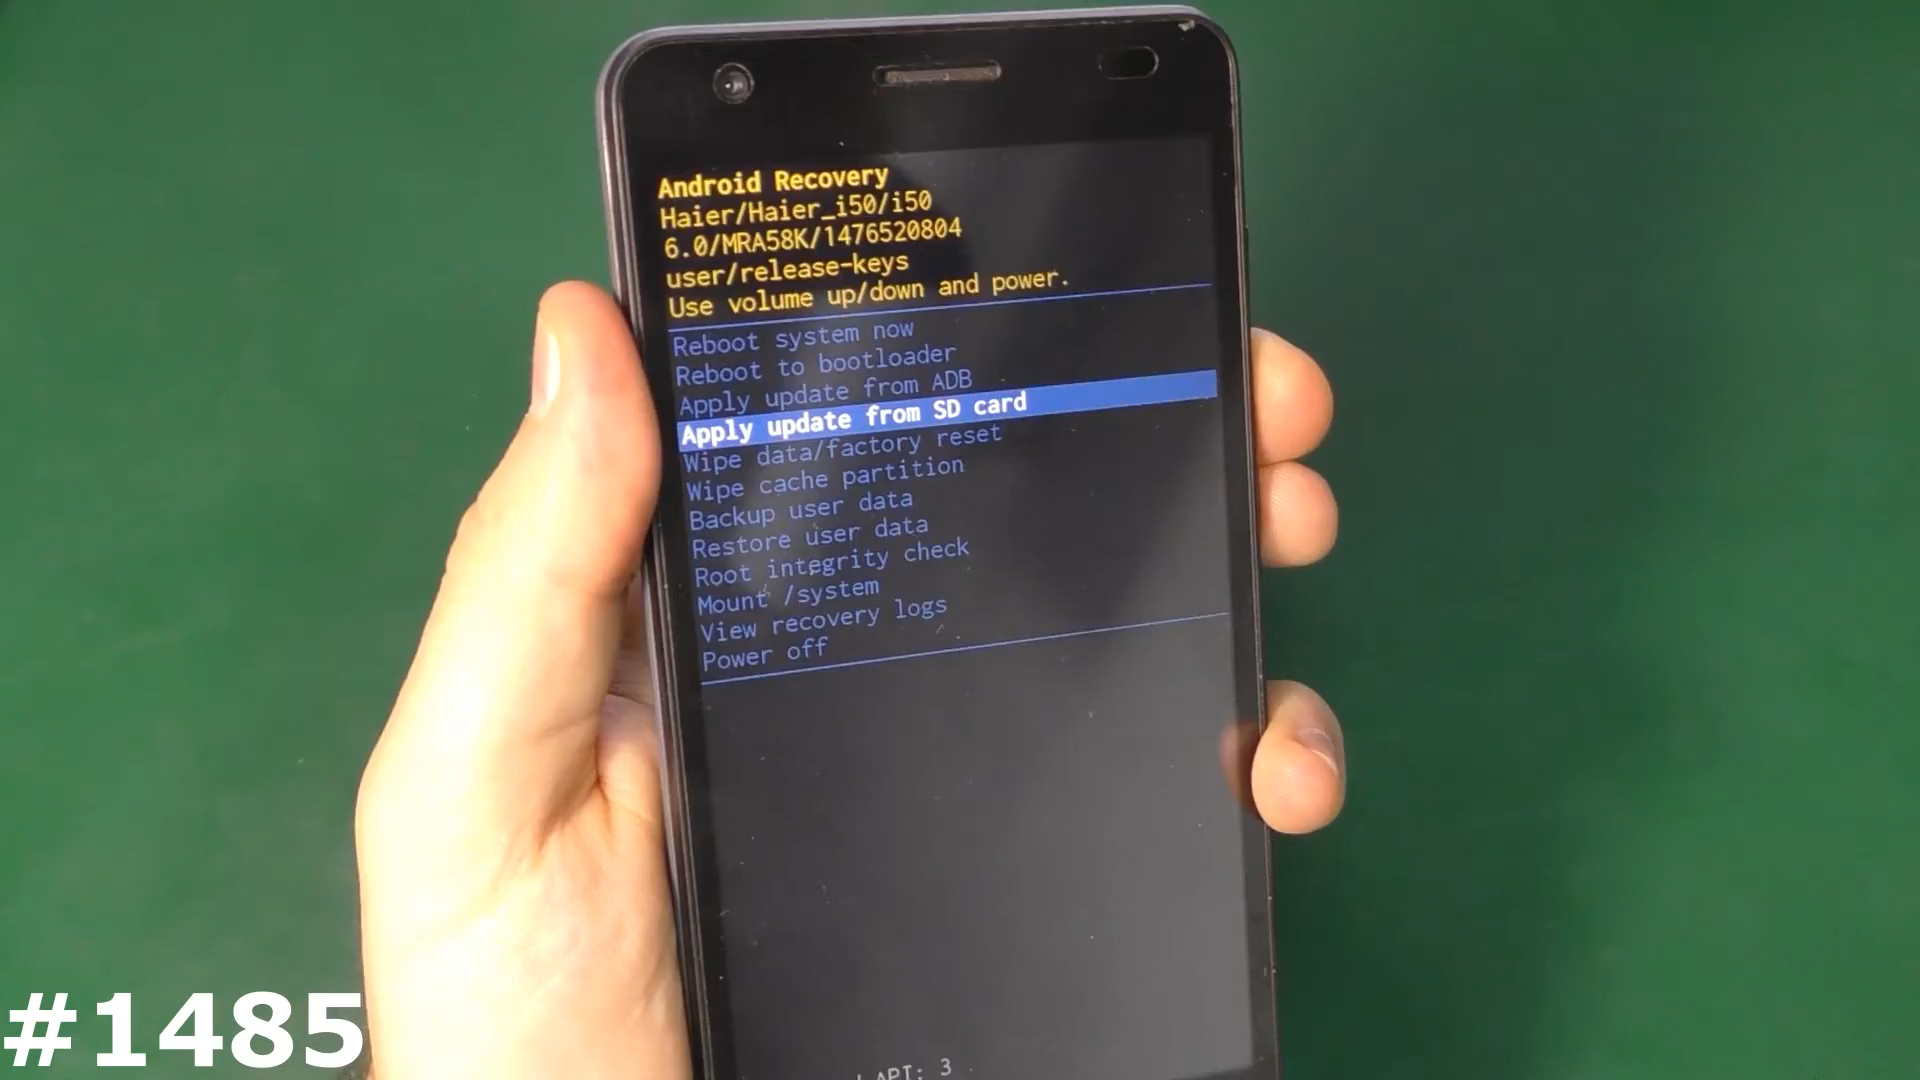 Android Recovery
Haier/Haier_i50/i50
6.0/MRA58K/1476520804
user/release-keys
Use volume up/down and power.
Reboot system now
Reboot to bootloader
Apply update from ADB
Apply update from SD card
Wipe data/factory reset
Wipe cache partition
Backup user data
Restore user data
Root integrity check
Mount /system
View recovery logs
Power off
API: 3
#1485